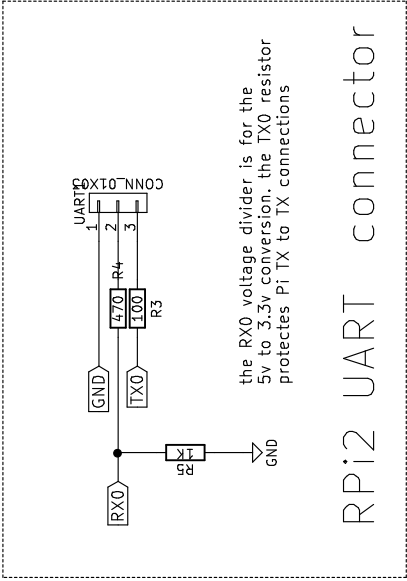 UART1
CONN_01X03
1
2
3
R4
470
100
R3
GND
TX0
RX0
1K
R5
GND
the RX0 voltage divider is for the
5v to 3.3v conversion. the TX0 resistor
protectes Pi TX to TX connections
RPi2 UART connector